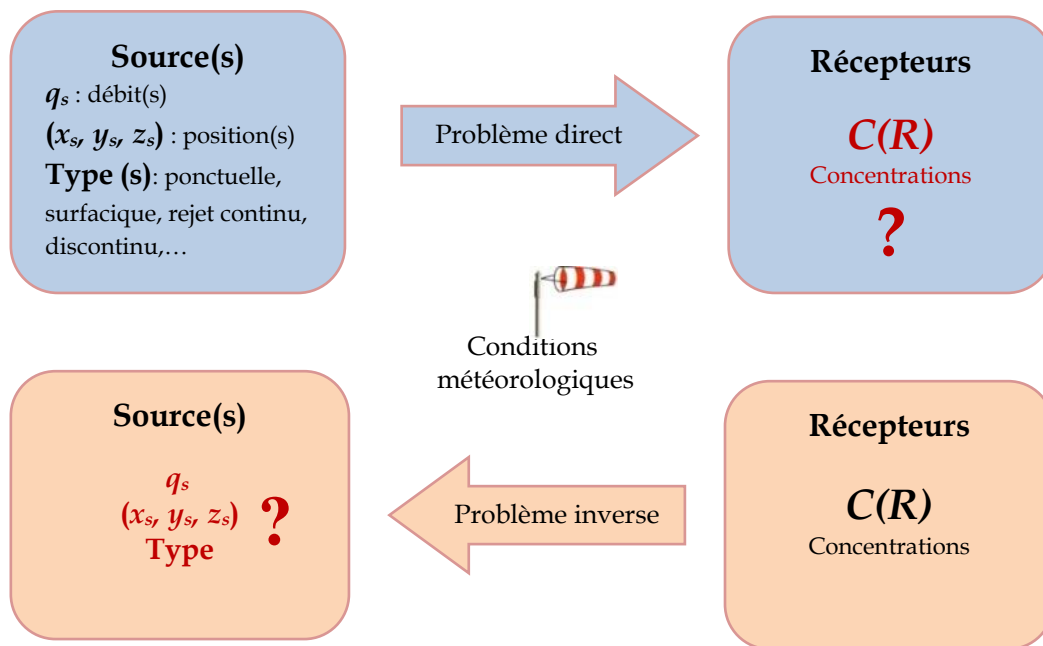 Source(s)
qs : débit(s)
(xs, ys, zs) : position(s)
Type (s): ponctuelle,
surfacique, rejet continu,
discontinu,…
Problème direct
Récepteurs
C(R)
Concentrations
?
Conditions
météorologiques
Source(s)
qs
(xs, ys, zs)
Type
?
Problème inverse
Récepteurs
C(R)
Concentrations